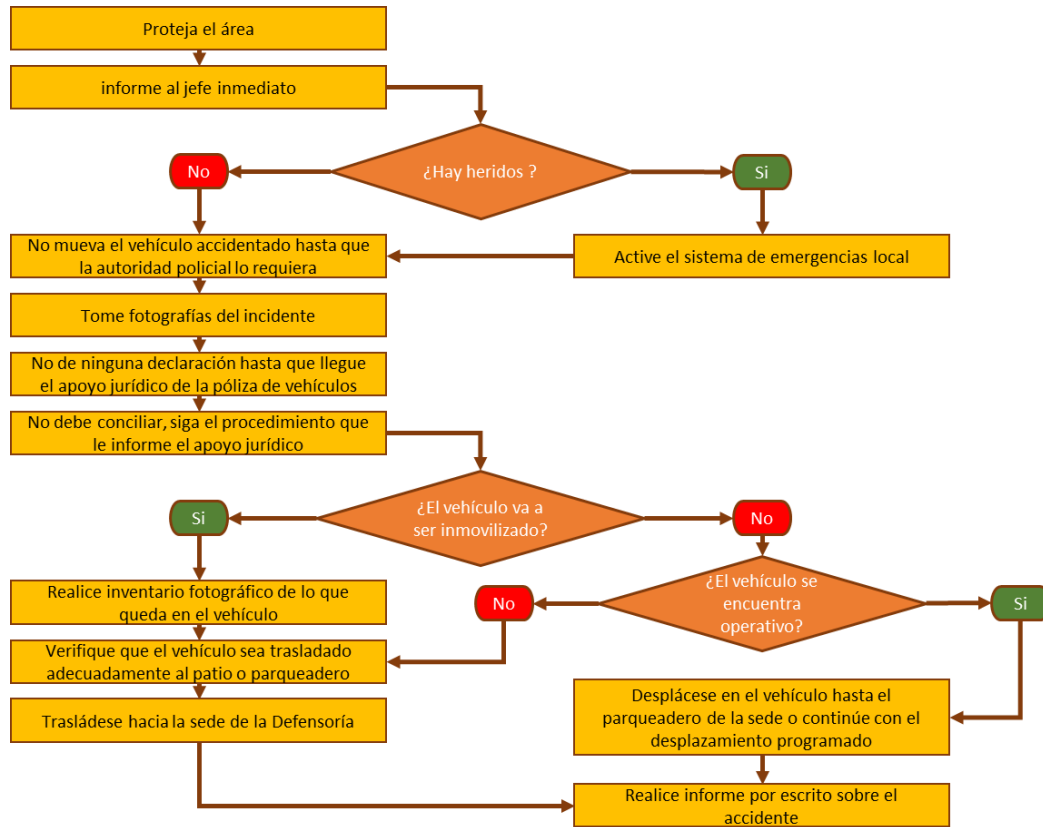 Proteja el área
informe al jefe inmediato
¿Hay heridos ?
No
Si
No mueva el vehículo accidentado hasta que
la autoridad policial lo requiera
Active el sistema de emergencias local
Tome fotografías del incidente
No de ninguna declaración hasta que llegue
el apoyo jurídico de la póliza de vehículos
No debe conciliar, siga el procedimiento que
le informe el apoyo jurídico
¿El vehículo va a
ser inmovilizado?
Si
No
Realice inventario fotográfico de lo que
queda en el vehículo
¿El vehículo se
encuentra
operativo?
No
Si
Verifique que el vehículo sea trasladado
adecuadamente al patio o parqueadero
Trasládese hacia la sede de la Defensoría
Desplácese en el vehículo hasta el
parqueadero de la sede o continúe con el
desplazamiento programado
Realice informe por escrito sobre el
accidente